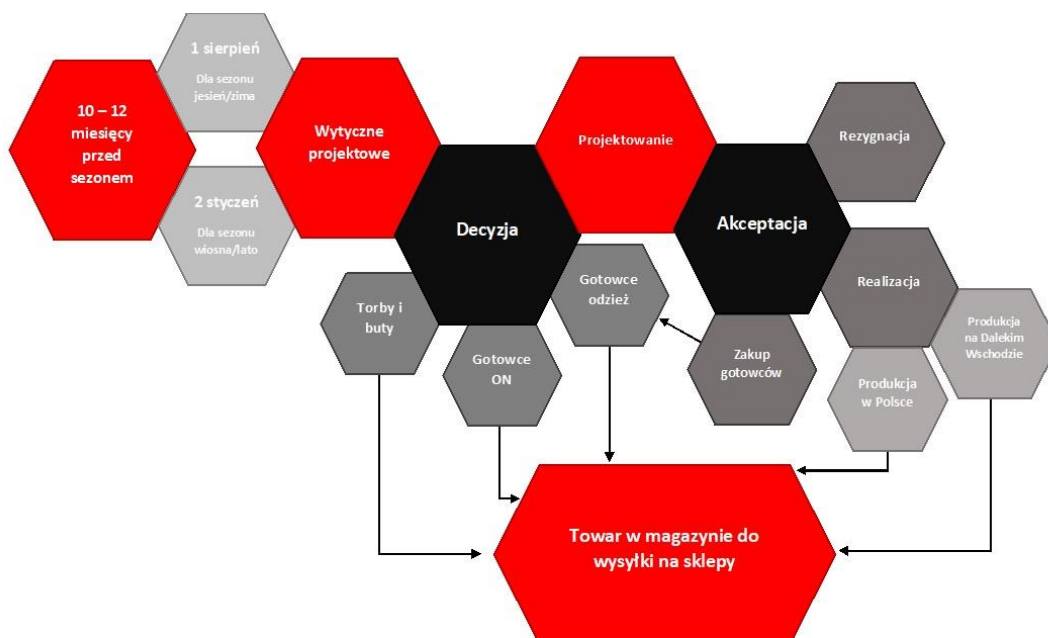 10 – 12
miesięcy
przed
sezonem
1 sierpień
Dla sezonu
jesień/zima
2 styczeń
Dla sezonu
wiosna/lato
Wytyczne
projektowe
Decyzja
Projektowanie
Akceptacja
Rezygnacja
Torby i
buty
Gotowce
ON
Gotowce
odzież
Zakup
gotowców
Realizacja
Produkcja
w Polsce
Produkcja
na Dalekim
Wschodzie
Towar w magazynie do
wysyłki na sklepy